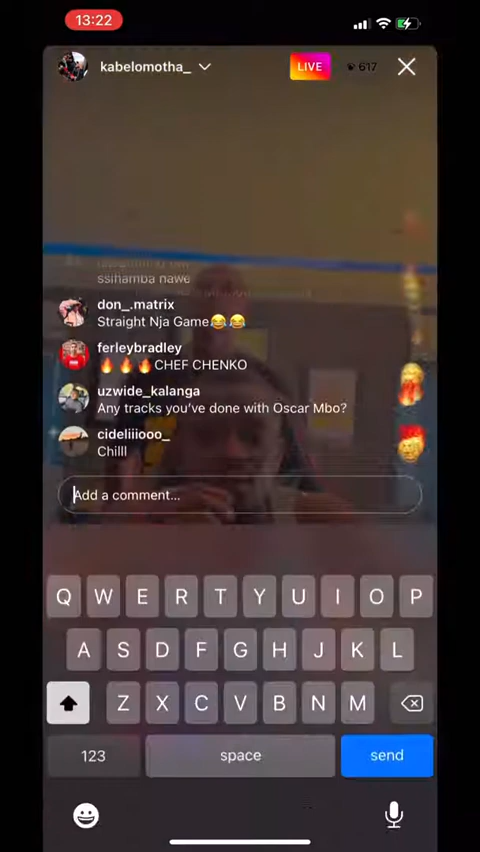 13:22
kabelomotha_
LIVE
617
ssihamba nawe
don_.matrix
Straight Nja Game😂😂
ferleybradley
🔥🔥🔥CHEF CHENKO
uzwide_kalanga
Any tracks you've done with Oscar Mbo?
cideliiiooo_
Chilll
Add a comment...
Q W E R T Y U I O P
A S D F G H J K L
Z X C V B N M
123 space send